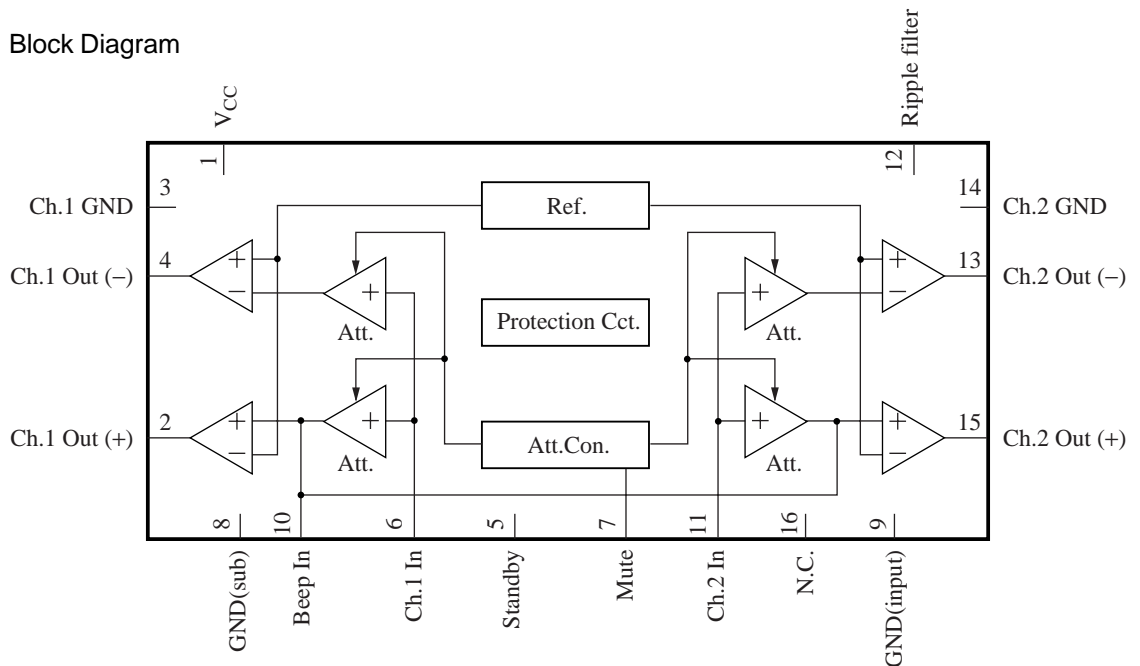 Block Diagram
VCC
Ripple filter
1
12
3
14
Ch.1 GND
Ref.
Ch.2 GND
4
+
+
13
Ch.1 Out (−)
−
+
+
−
Ch.2 Out (−)
Att.
Protection Cct.
Att.
2
+
+
+
+
15
Ch.1 Out (+)
−
Att.Con.
−
Ch.2 Out (+)
Att.
Att.
8
10
6
5
7
11
16
9
GND(sub)
Beep In
Ch.1 In
Standby
Mute
Ch.2 In
N.C.
GND(input)